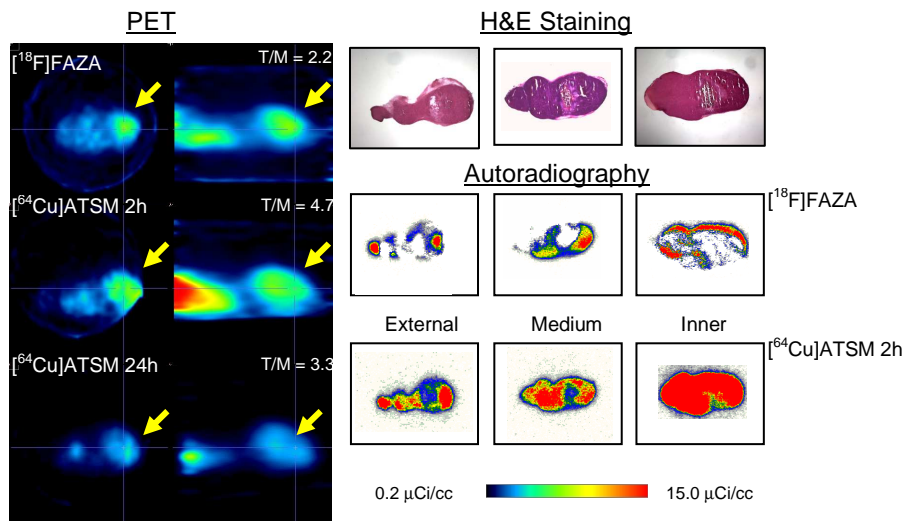 PET
H&E Staining
[¹⁸F]FAZA
T/M = 2.2
[⁶⁴Cu]ATSM 2h
T/M = 4.7
[⁶⁴Cu]ATSM 24h
T/M = 3.3
Autoradiography
[¹⁸F]FAZA
External
Medium
Inner
[⁶⁴Cu]ATSM 2h
0.2 μCi/cc
15.0 μCi/cc